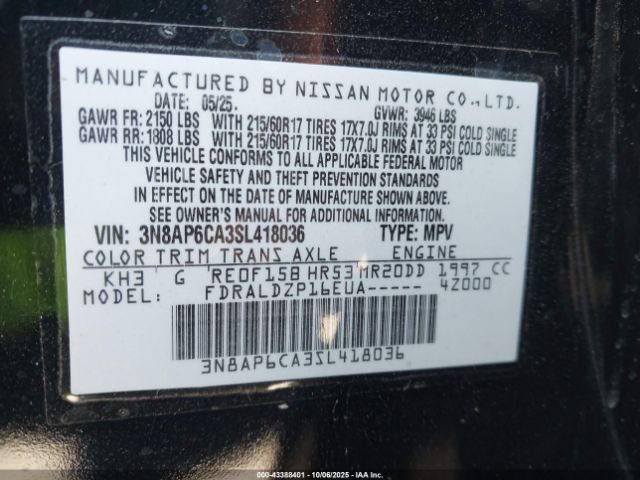 MANUFACTURED BY NISSAN MOTOR CO.,LTD.
DATE: 05/25. GVWR: 3946 LBS
GAWR FR: 2150 LBS WITH 215/60R17 TIRES 17X7.0J RIMS AT 33 PSI COLD SINGLE
GAWR RR: 1808 LBS WITH 215/60R17 TIRES 17X7.0J RIMS AT 33 PSI COLD SINGLE
THIS VEHICLE CONFORMS TO ALL APPLICABLE FEDERAL MOTOR
VEHICLE SAFETY AND THEFT PREVENTION STANDARDS
IN EFFECT ON THE DATE OF MANUFACTURE SHOWN ABOVE.
SEE OWNER'S MANUAL FOR ADDITIONAL INFORMATION.
VIN: 3N8AP6CA3SL418036 TYPE: MPV
COLOR TRIM TRANS AXLE ENGINE
KH3 G RE0F15B HR53 MR20DD 1997 CC
MODEL: FDRALDZP16EUA----- 4Z000
3N8AP6CA3SL418036
000-43388401 - 10/06/2025 - IAA Inc.